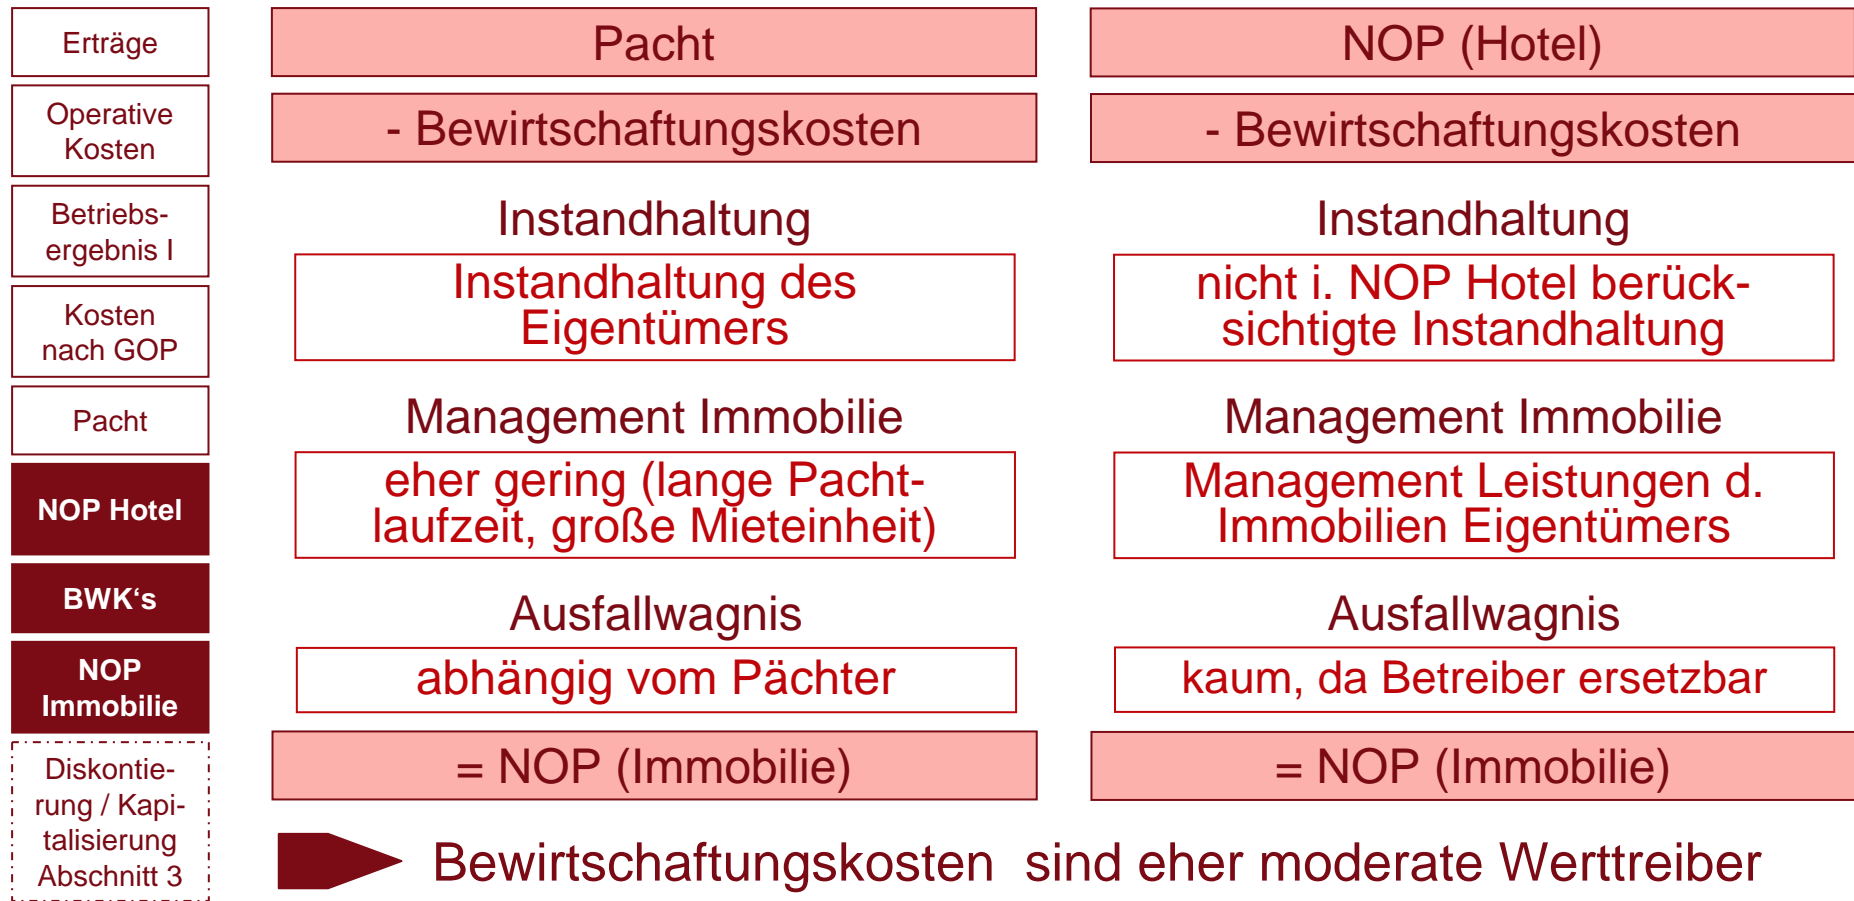 Erträge
Operative
Kosten
Betriebs-
ergebnis I
Kosten
nach GOP
Pacht
NOP Hotel
BWK‘s
NOP
Immobilie
Diskontie-
rung / Kapi-
talisierung
Abschnitt 3
Pacht
- Bewirtschaftungskosten
Instandhaltung
Instandhaltung des
Eigentümers
Management Immobilie
eher gering (lange Pacht-
laufzeit, große Mieteinheit)
Ausfallwagnis
abhängig vom Pächter
= NOP (Immobilie)
NOP (Hotel)
- Bewirtschaftungskosten
Instandhaltung
nicht i. NOP Hotel berück-
sichtigte Instandhaltung
Management Immobilie
Management Leistungen d.
Immobilien Eigentümers
Ausfallwagnis
kaum, da Betreiber ersetzbar
= NOP (Immobilie)
Bewirtschaftungskosten  sind eher moderate Werttreiber